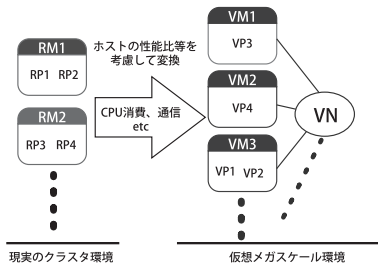 RM1
RP1 RP2
RM2
RP3 RP4
現実のクラスタ環境
ホストの性能比等を
考慮して変換
CPU消費、通信
etc
VM1
VP3
VM2
VP4
VM3
VP1 VP2
VN
仮想メガスケール環境